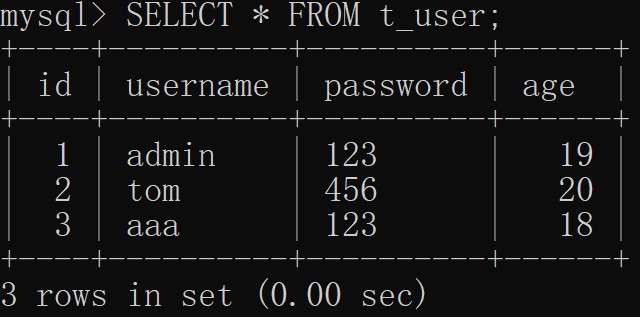 mysql> SELECT * FROM t_user;
+----+----------+----------+------+
| id | username | password | age  |
+----+----------+----------+------+
|  1 | admin    | 123      |   19 |
|  2 | tom      | 456      |   20 |
|  3 | aaa      | 123      |   18 |
+----+----------+----------+------+
3 rows in set (0.00 sec)